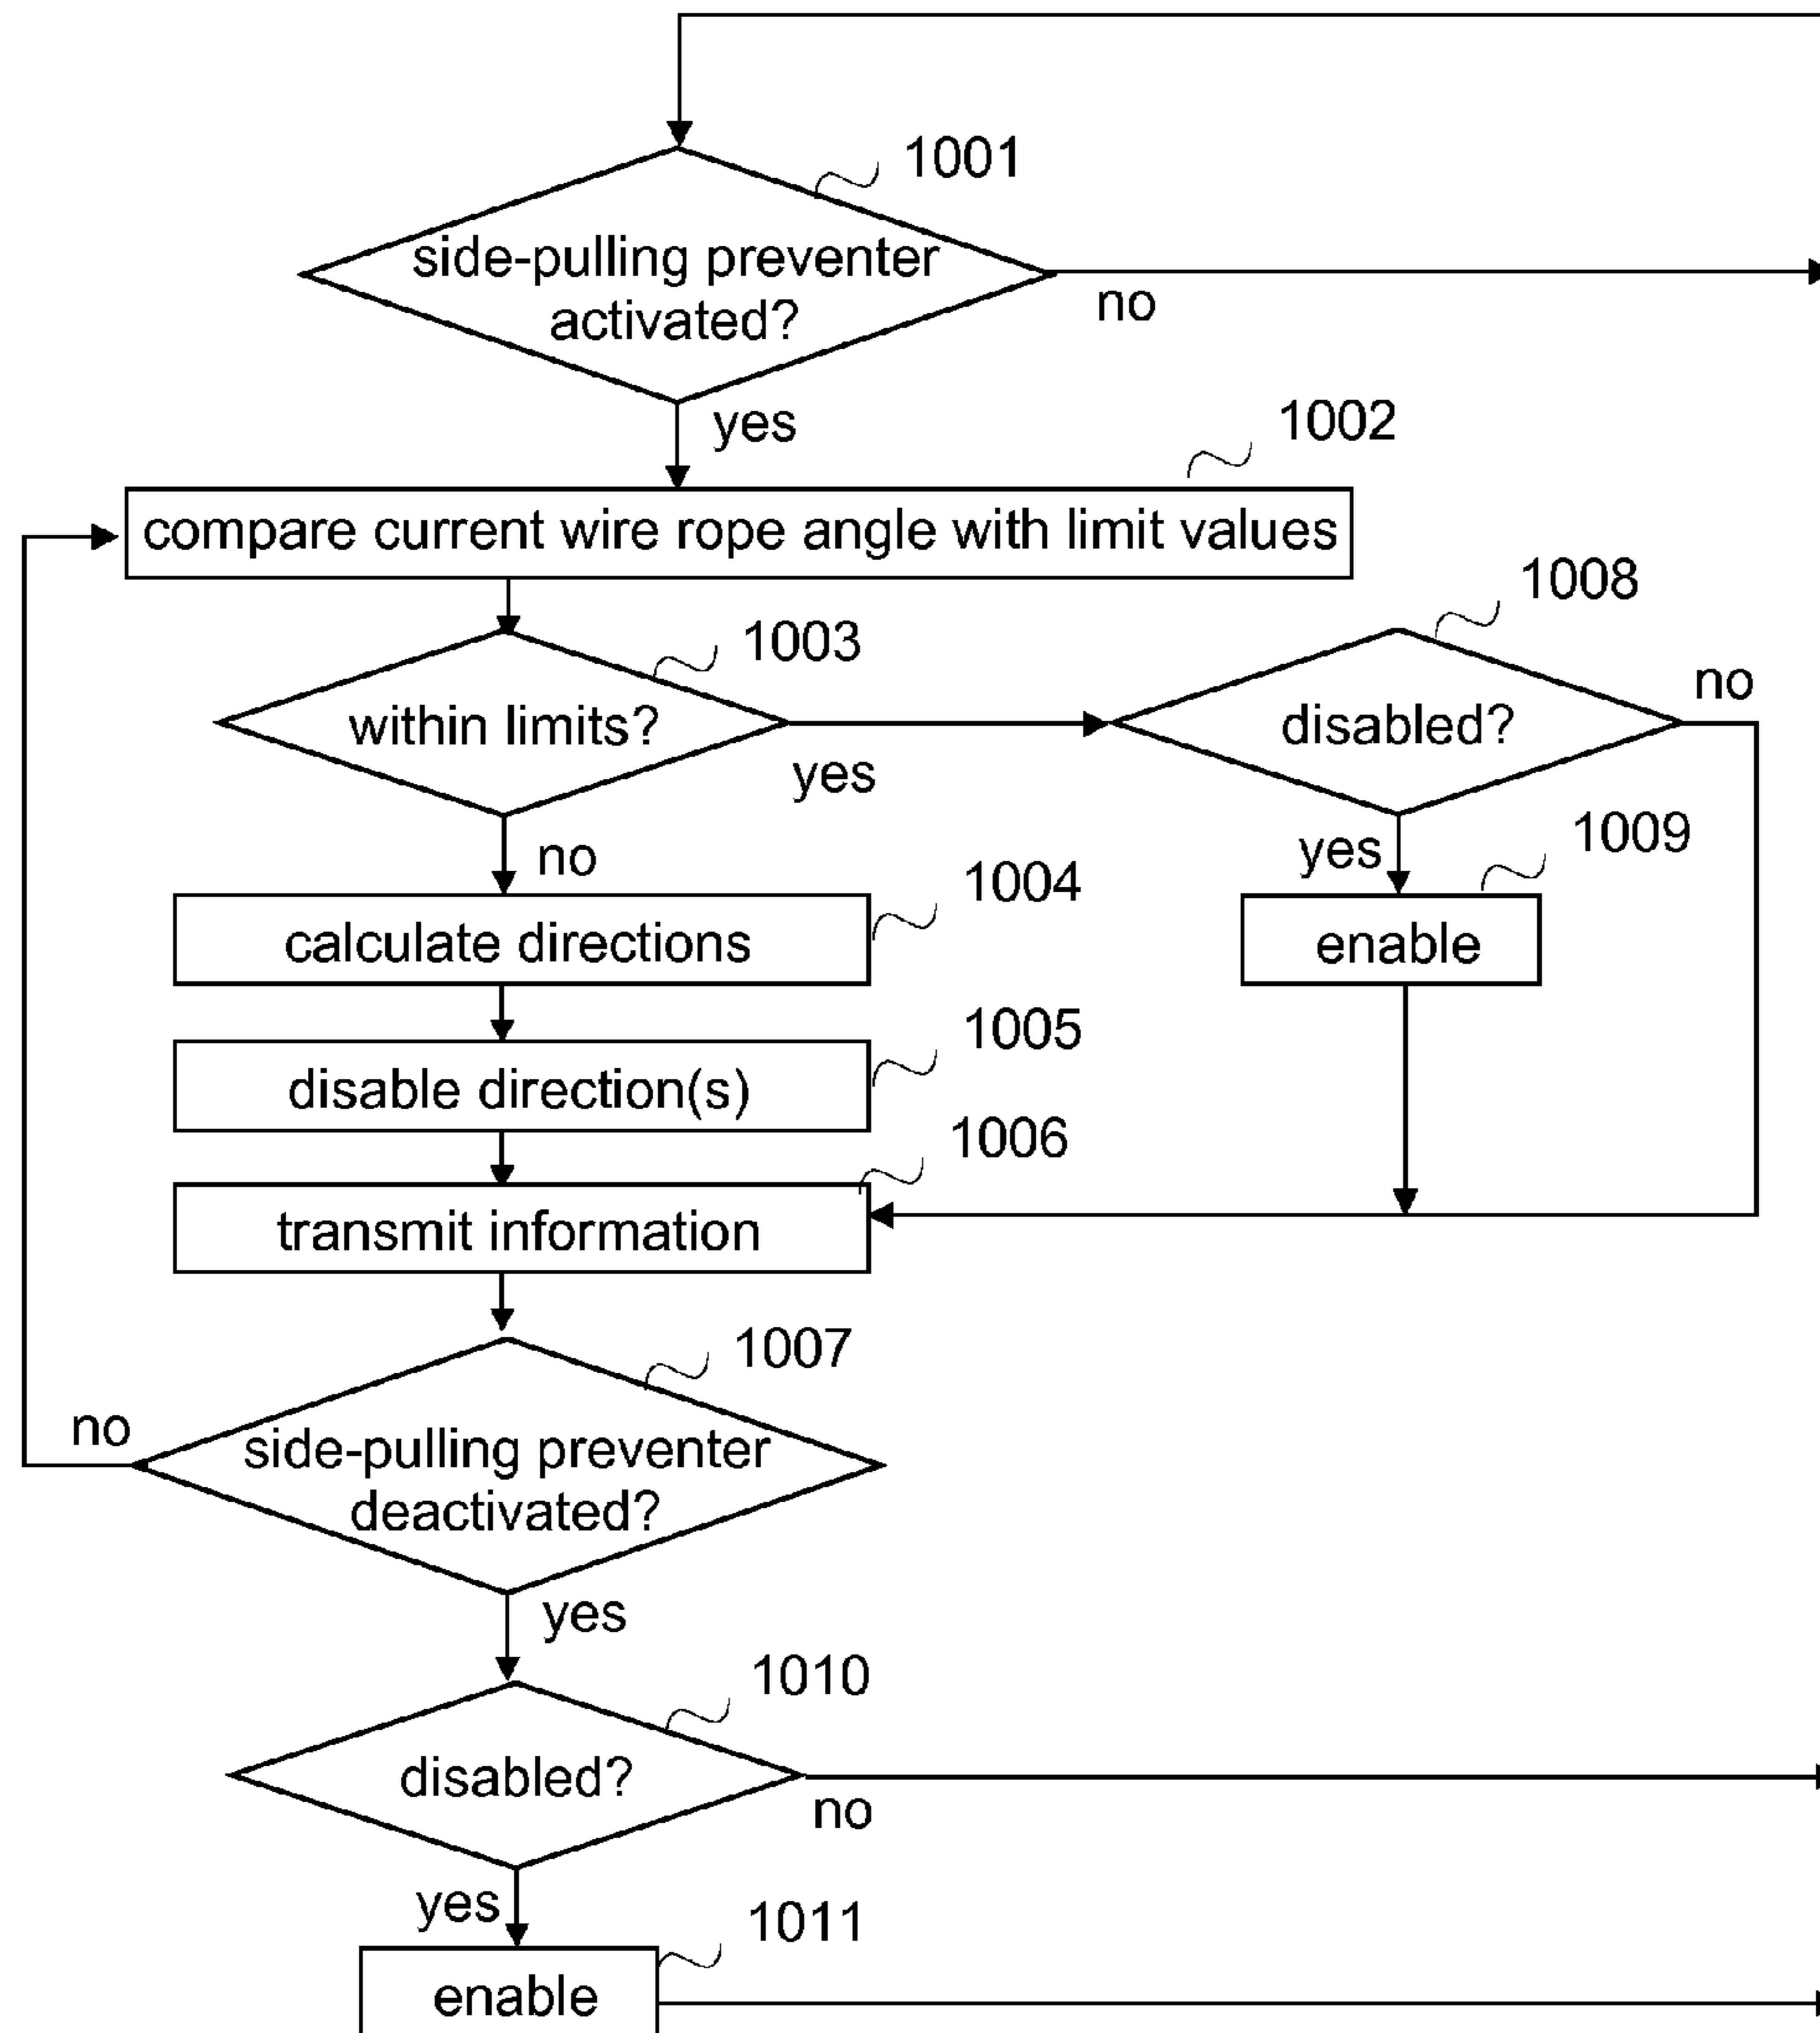 1001
side-pulling preventer
activated?
no
yes
1002
compare current wire rope angle with limit values
1008
1003
no
within limits?
disabled?
yes
1009
yes
no
1004
calculate directions
enable
1005
disable direction(s)
1006
transmit information
1007
no
side-pulling preventer
deactivated?
yes
1010
disabled?
no
yes
1011
enable